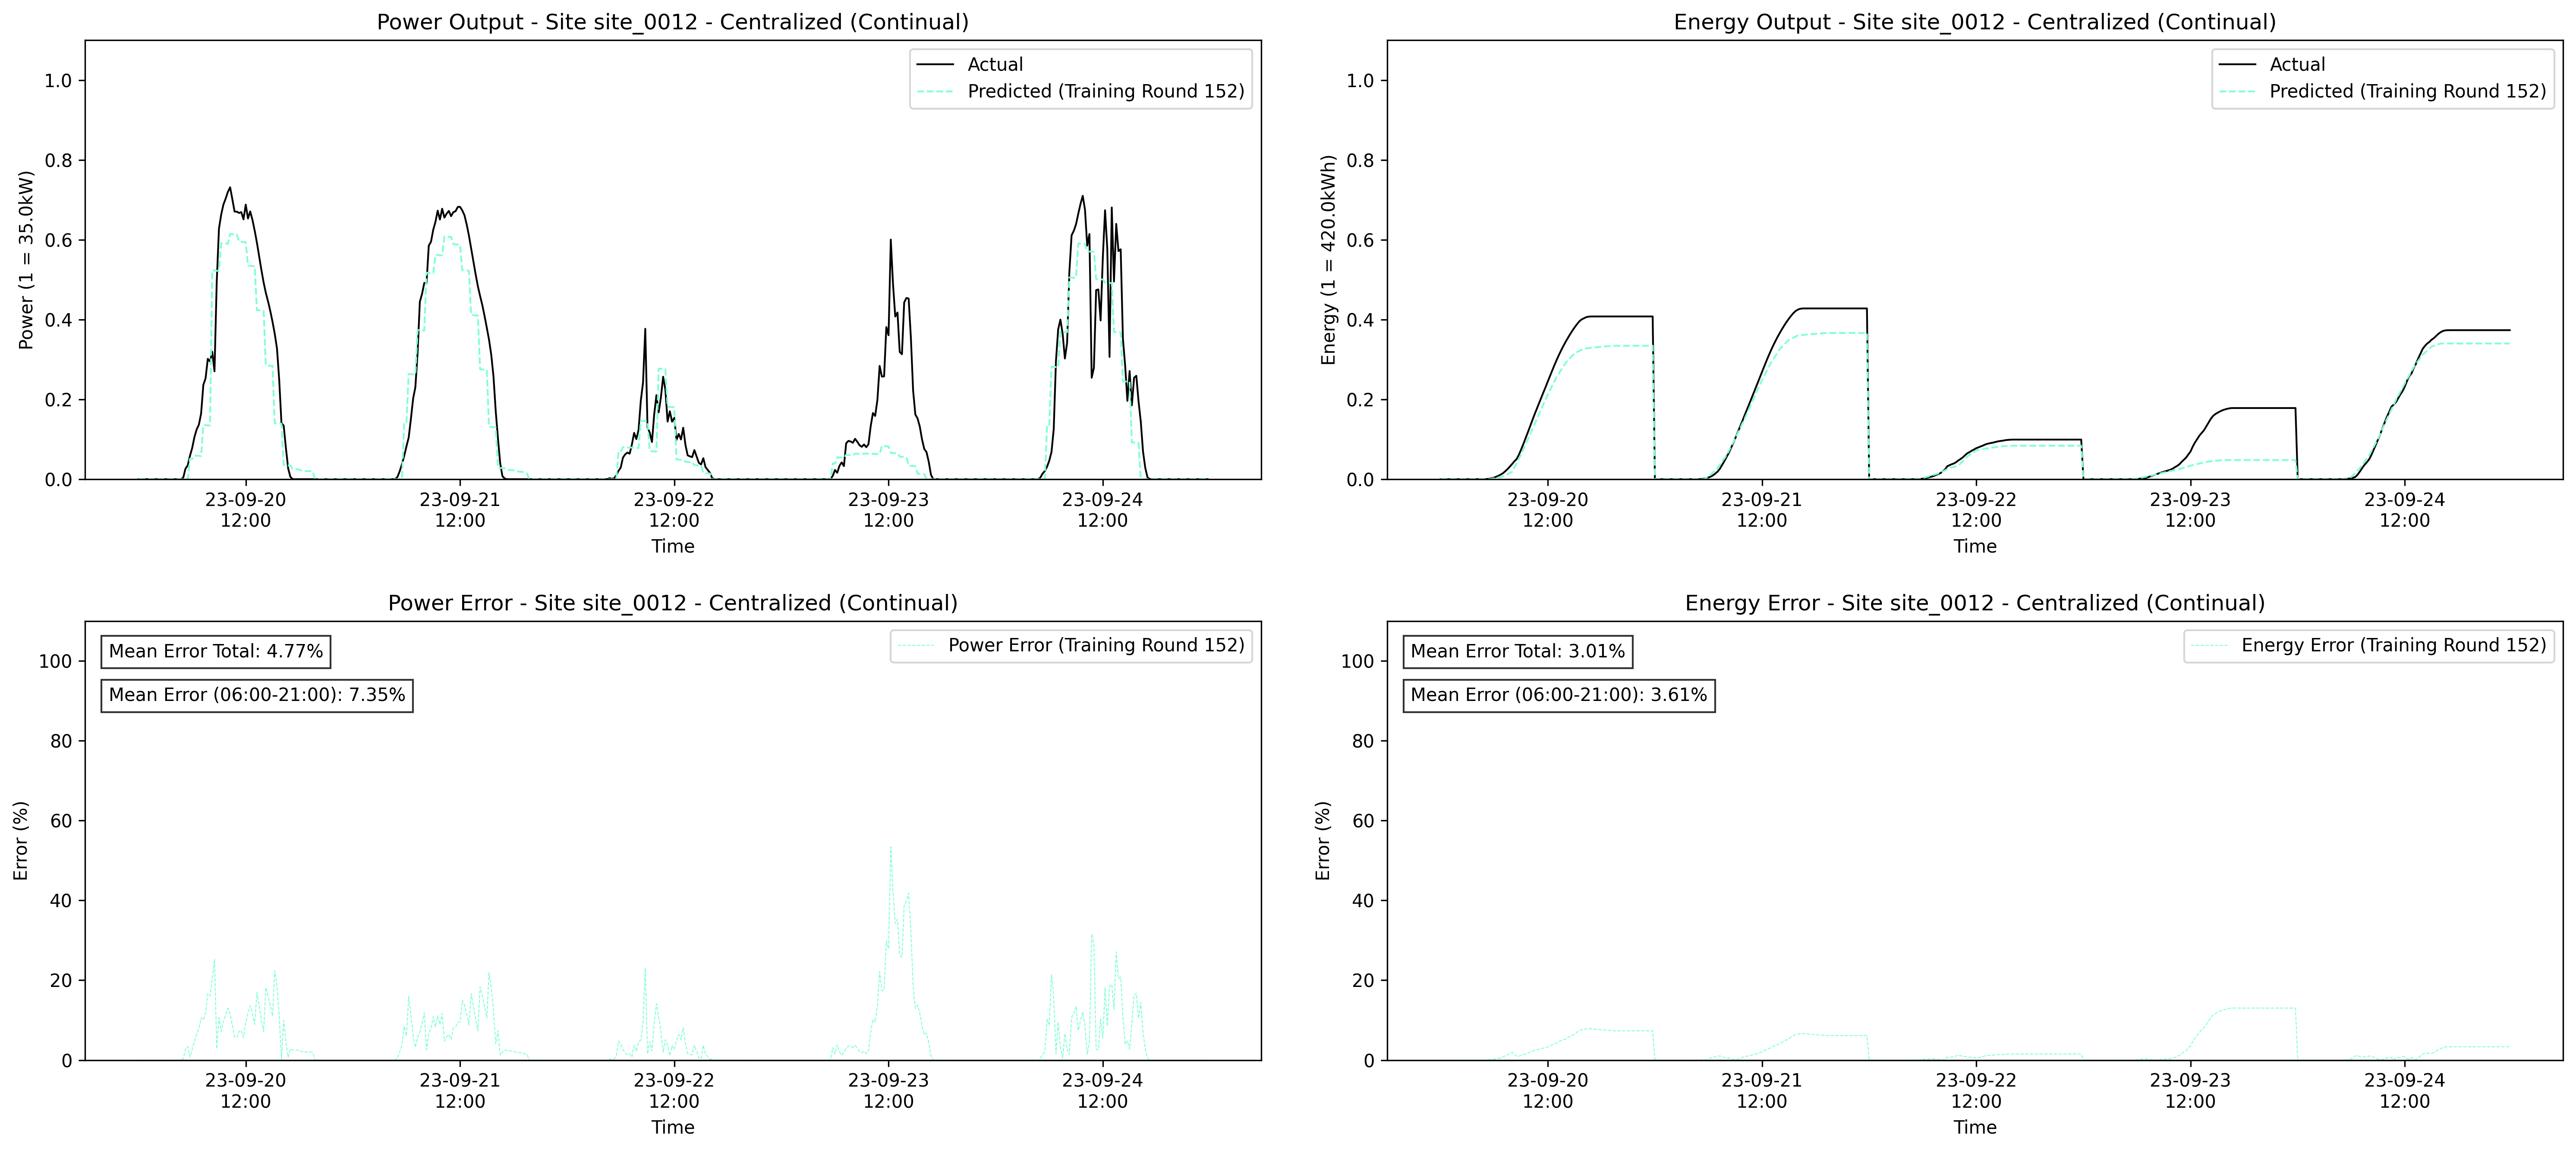 Power Output - Site site_0012 - Centralized (Continual)
Actual
Predicted (Training Round 152)
Power (1 = 35.0kW)
1.0
0.8
0.6
0.4
0.2
0.0
23-09-20 23-09-21 23-09-22 23-09-23 23-09-24
12:00 12:00 12:00 12:00 12:00
Time
Energy Output - Site site_0012 - Centralized (Continual)
Actual
Predicted (Training Round 152)
Energy (1 = 420.0kWh)
1.0
0.8
0.6
0.4
0.2
0.0
23-09-20 23-09-21 23-09-22 23-09-23 23-09-24
12:00 12:00 12:00 12:00 12:00
Time
Power Error - Site site_0012 - Centralized (Continual)
Mean Error Total: 4.77%
Mean Error (06:00-21:00): 7.35%
Power Error (Training Round 152)
Error (%)
100
80
60
40
20
0
23-09-20 23-09-21 23-09-22 23-09-23 23-09-24
12:00 12:00 12:00 12:00 12:00
Time
Energy Error - Site site_0012 - Centralized (Continual)
Mean Error Total: 3.01%
Mean Error (06:00-21:00): 3.61%
Energy Error (Training Round 152)
Error (%)
100
80
60
40
20
0
23-09-20 23-09-21 23-09-22 23-09-23 23-09-24
12:00 12:00 12:00 12:00 12:00
Time